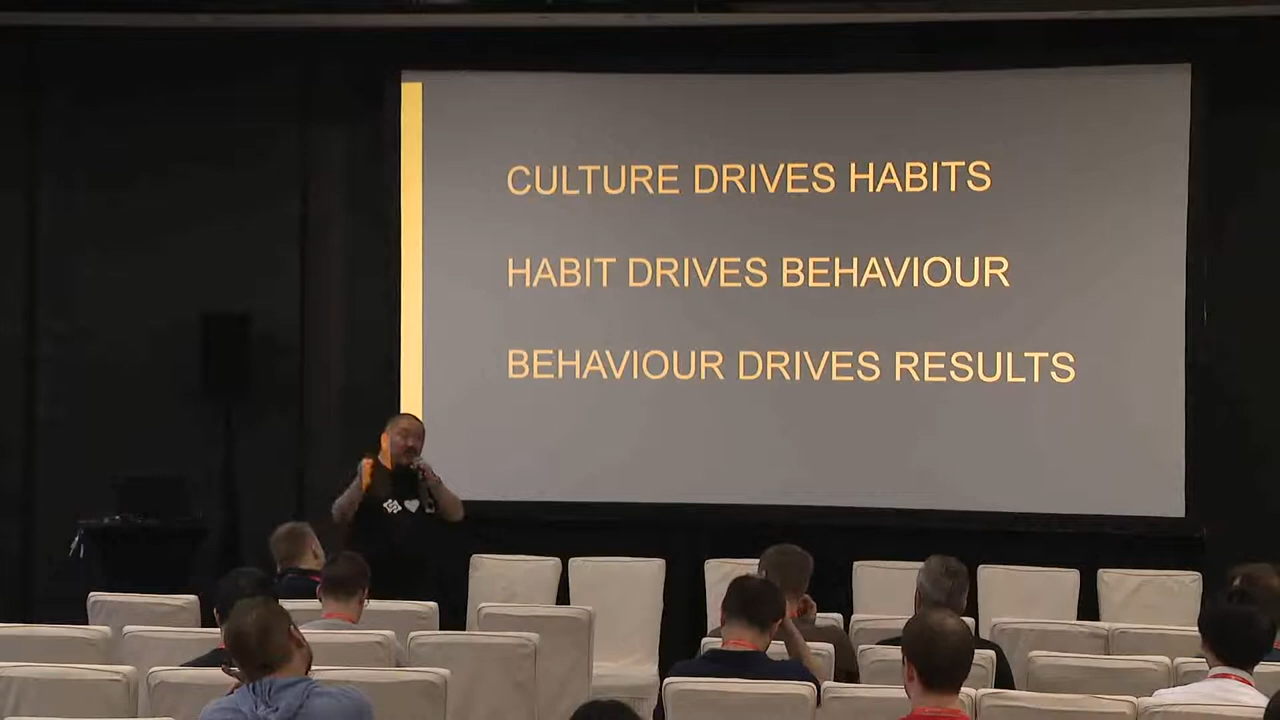 CULTURE DRIVES HABITS
HABIT DRIVES BEHAVIOUR
BEHAVIOUR DRIVES RESULTS